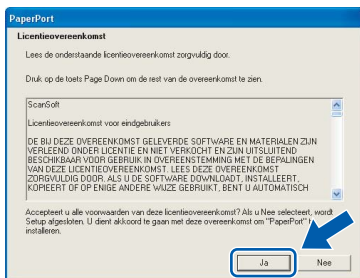 PaperPort
Licentieovereenkomst
Lees de onderstaande licentieovereenkomst zorgvuldig door.
Druk op de toets Page Down om de rest van de overeenkomst te zien.
ScanSoft
Licentieovereenkomst voor eindgebruikers
DE BIJ DEZE OVEREENKOMST GELEVERDE SOFTWARE EN MATERIALEN ZIJN
VERLEEND ONDER LICENTIE EN NIET VERKOCHT EN ZIJN UITSLUITEND
BESCHIKBAAR VOOR GEBRUIK IN OVEREENSTEMMING MET DE BEPALINGEN
VAN DEZE LICENTIEOVEREENKOMST. LEES DEZE OVEREENKOMST
ZORGVULDIG DOOR. ALS U DE SOFTWARE DOWNLOADT, INSTALLEERT,
KOPIEERT OF OP ENIGE ANDERE WIJZE GEBRUIKT, BENT U AUTOMATISCH
Accepteert u alle voorwaarden van deze licentieovereenkomst? Als u Nee selecteert, wordt
Setup afgesloten. U dient akkoord te gaan met deze overeenkomst om "PaperPort"
installeren.
Ja
Nee